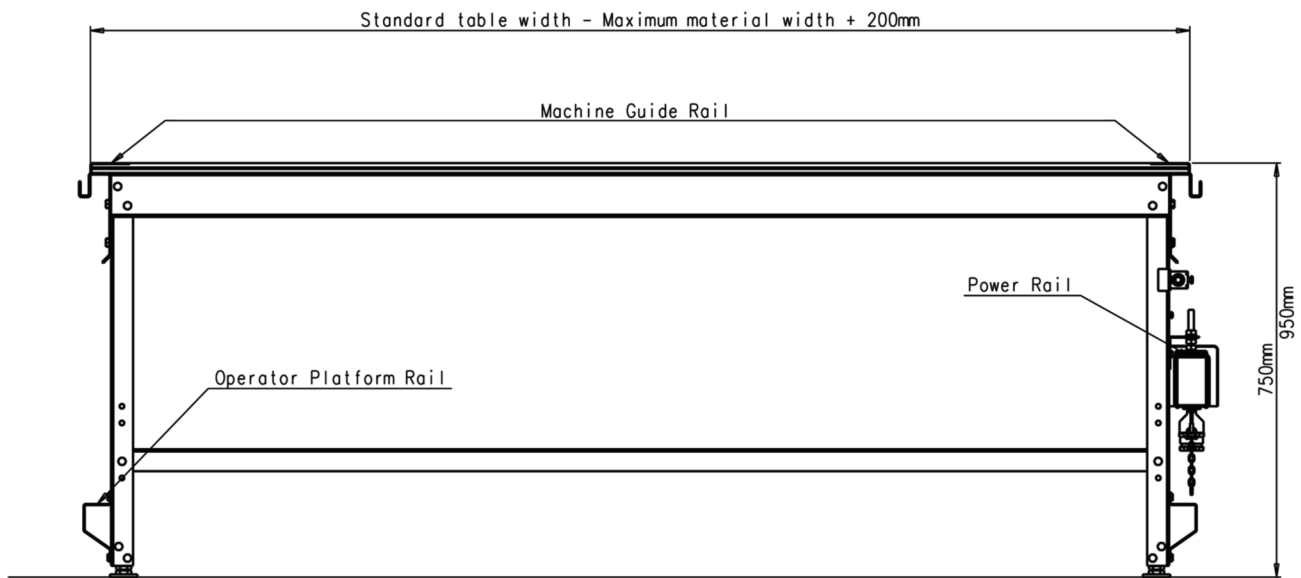 Standard table width - Maximum material width + 200mm
Machine Guide Rail
Power Rail
950mm
750mm
Operator Platform Rail